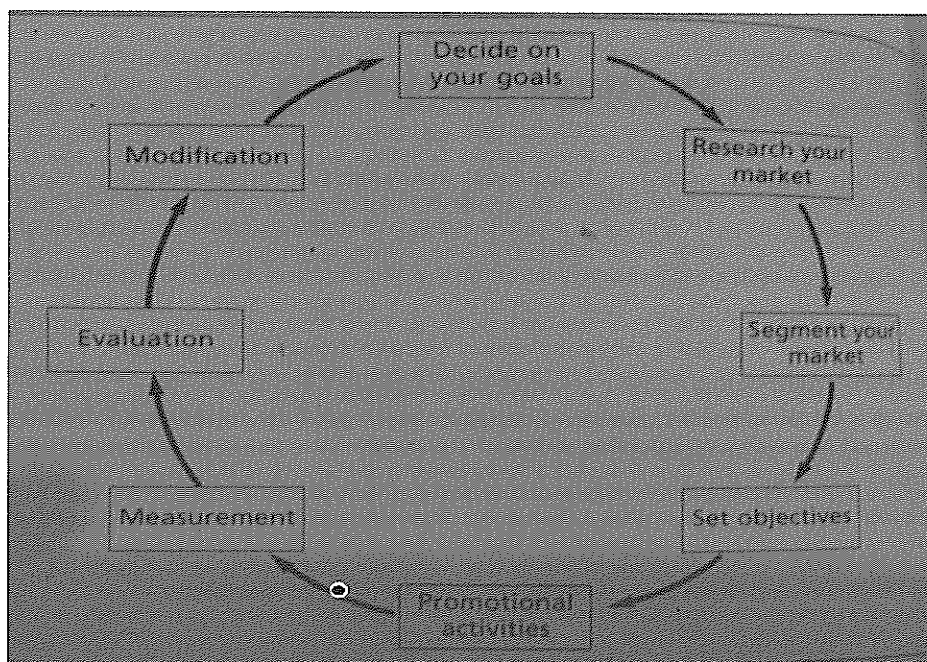 Decide on
your goals
Research your
market
Segment your
market
Set objectives
Promotional
activities
Measurement
Evaluation
Modification